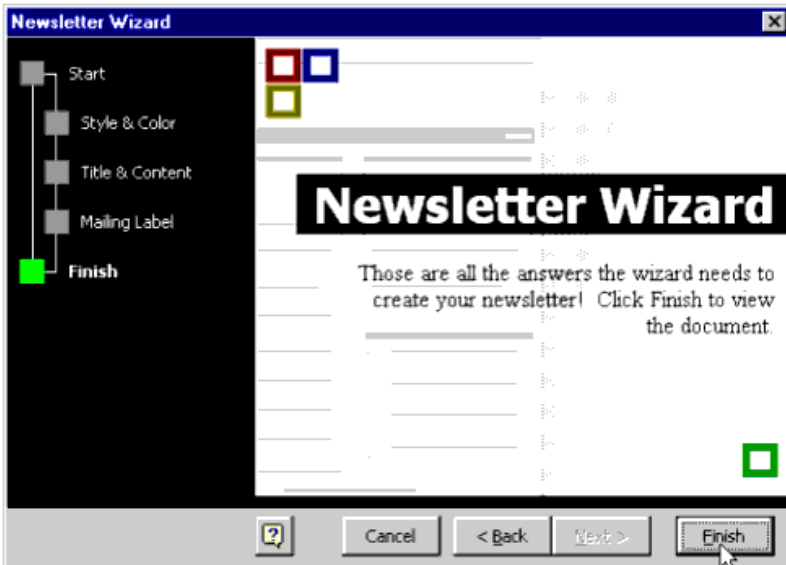 Newsletter Wizard
Start
Style & Color
Title & Content
Mailing Label
Finish
Newsletter Wizard
Those are all the answers the wizard needs to
create your newsletter! Click Finish to view
the document.
Cancel
< Back
Next >
Finish